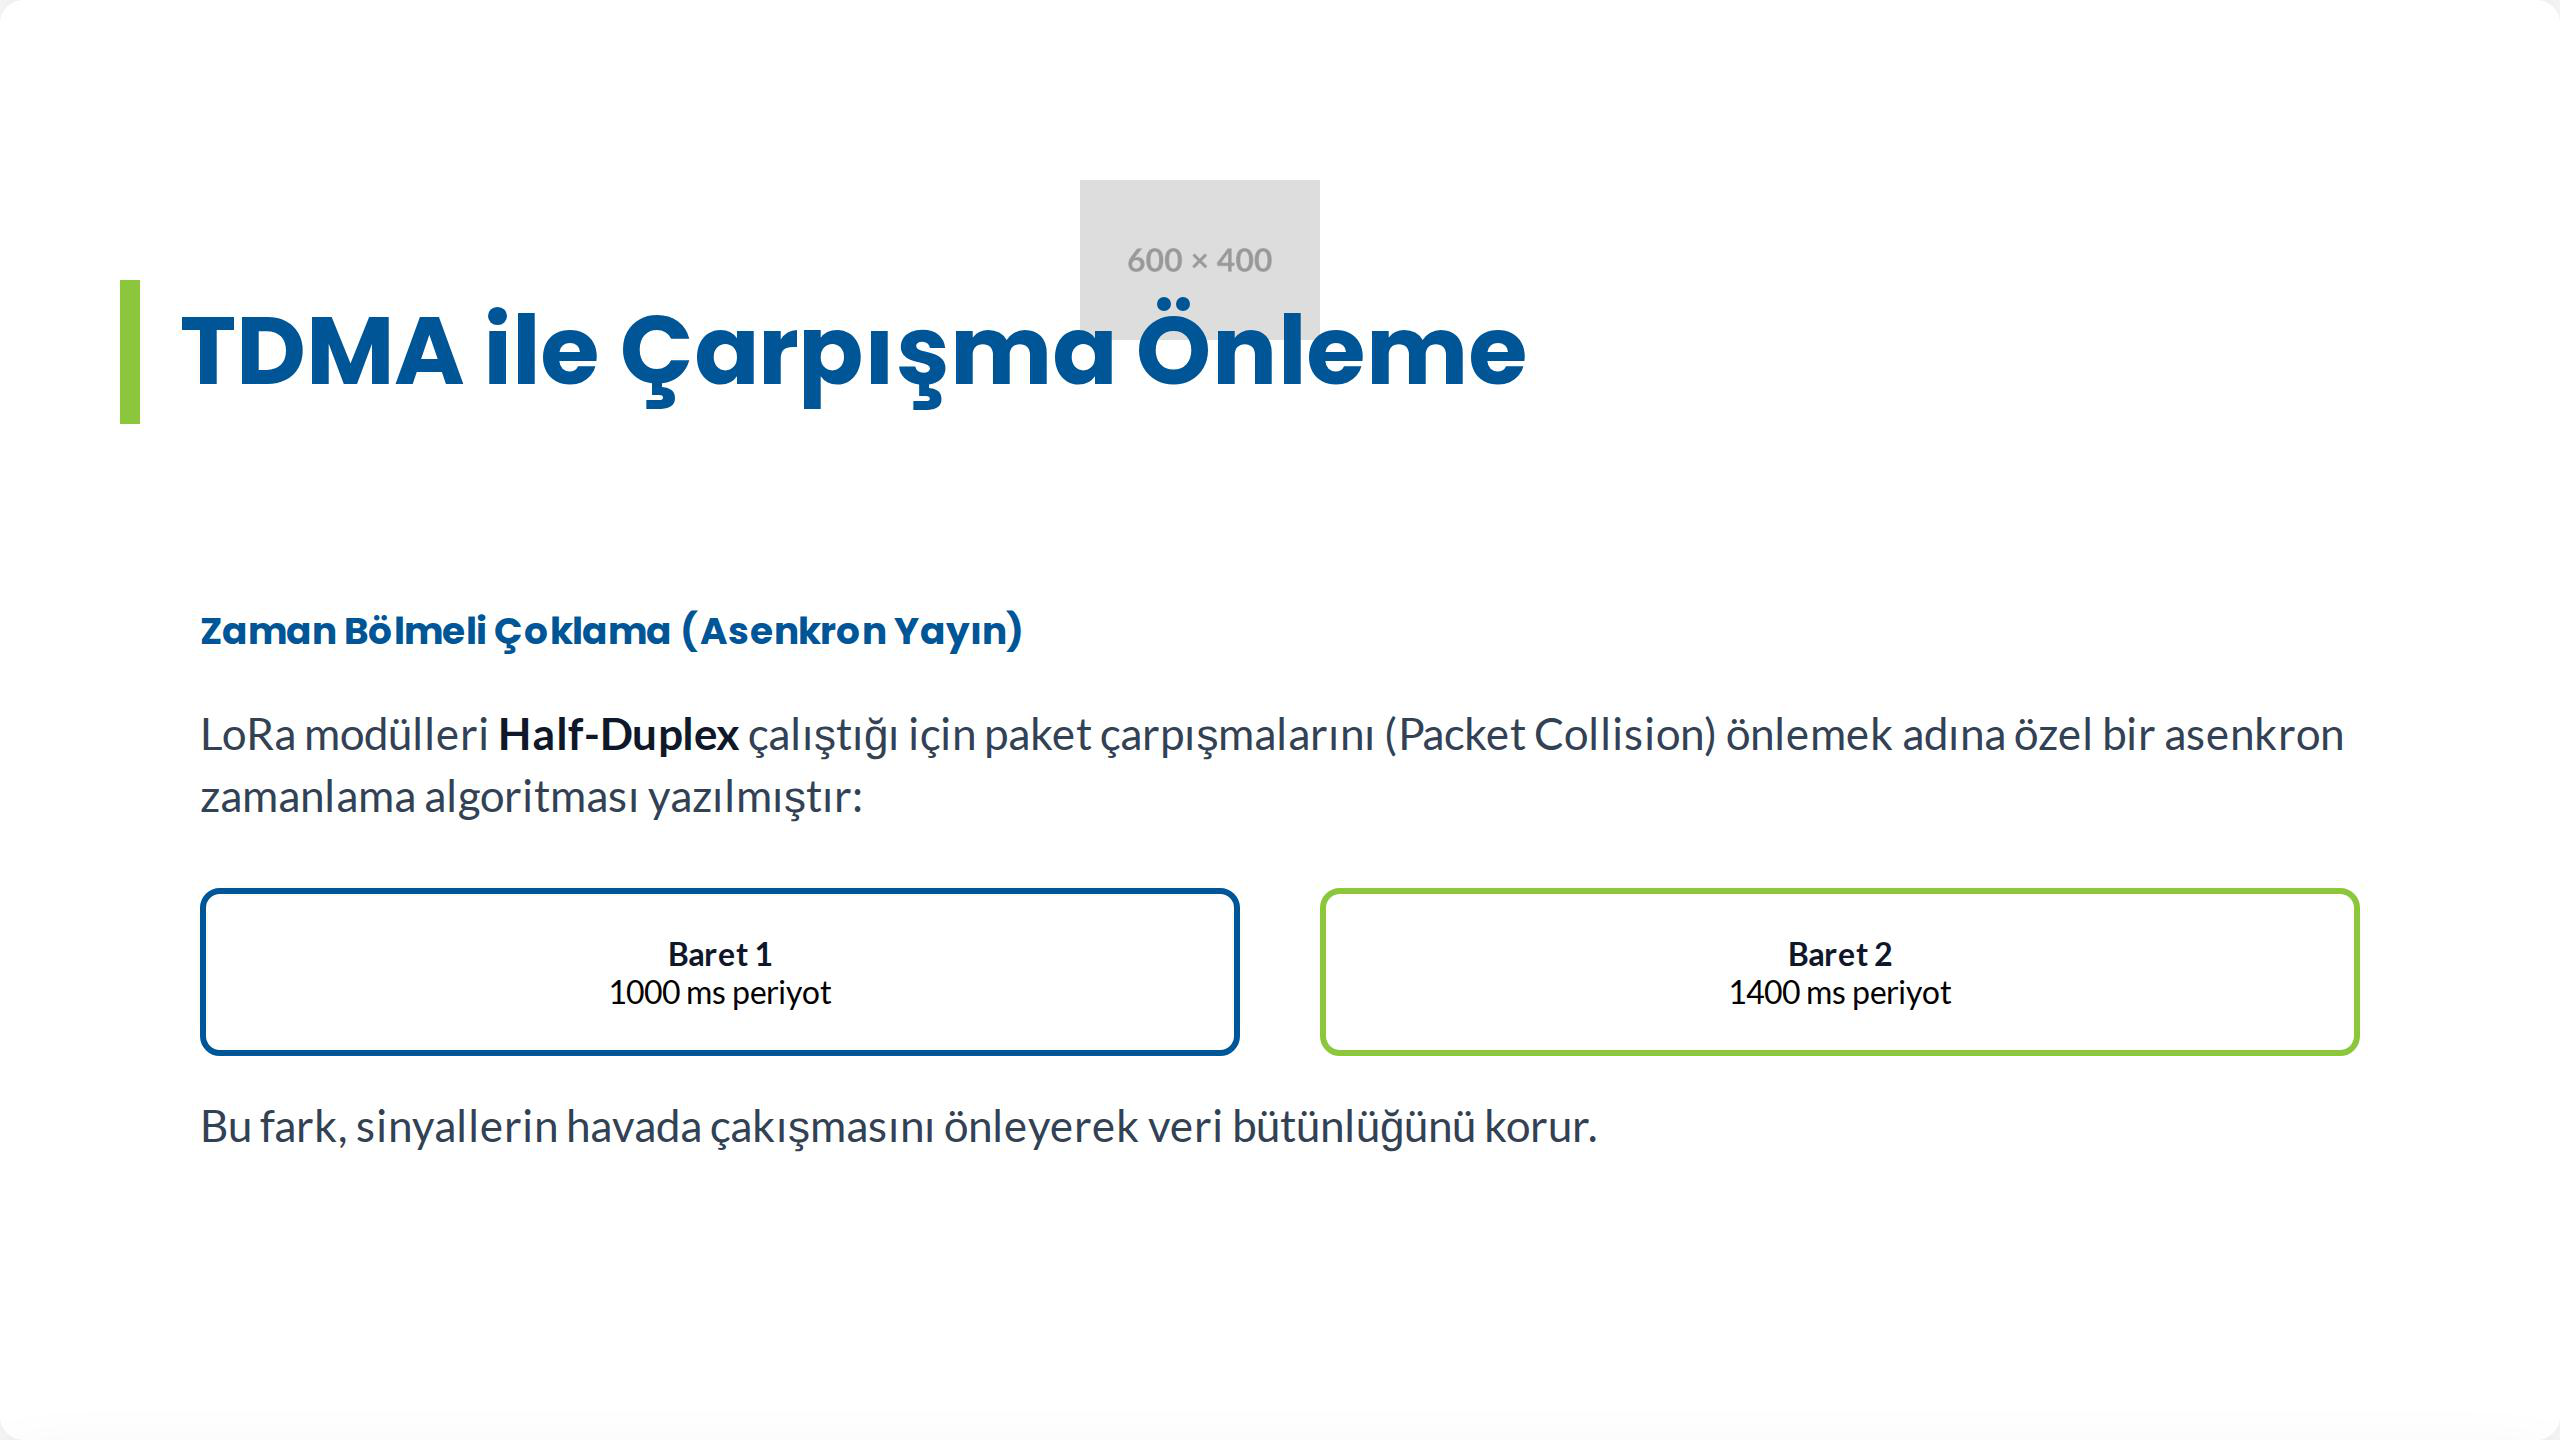 600 × 400
TDMA ile Çarpışma Önleme
Zaman Bölmeli Çoklama (Asenkron Yayın)
LoRa modülleri Half-Duplex çalıştığı için paket çarpışmalarını (Packet Collision) önlemek adına özel bir asenkron
zamanlama algoritması yazılmıştır:
Baret 1
1000 ms periyot
Baret 2
1400 ms periyot
Bu fark, sinyallerin havada çakışmasını önleyerek veri bütünlüğünü korur.